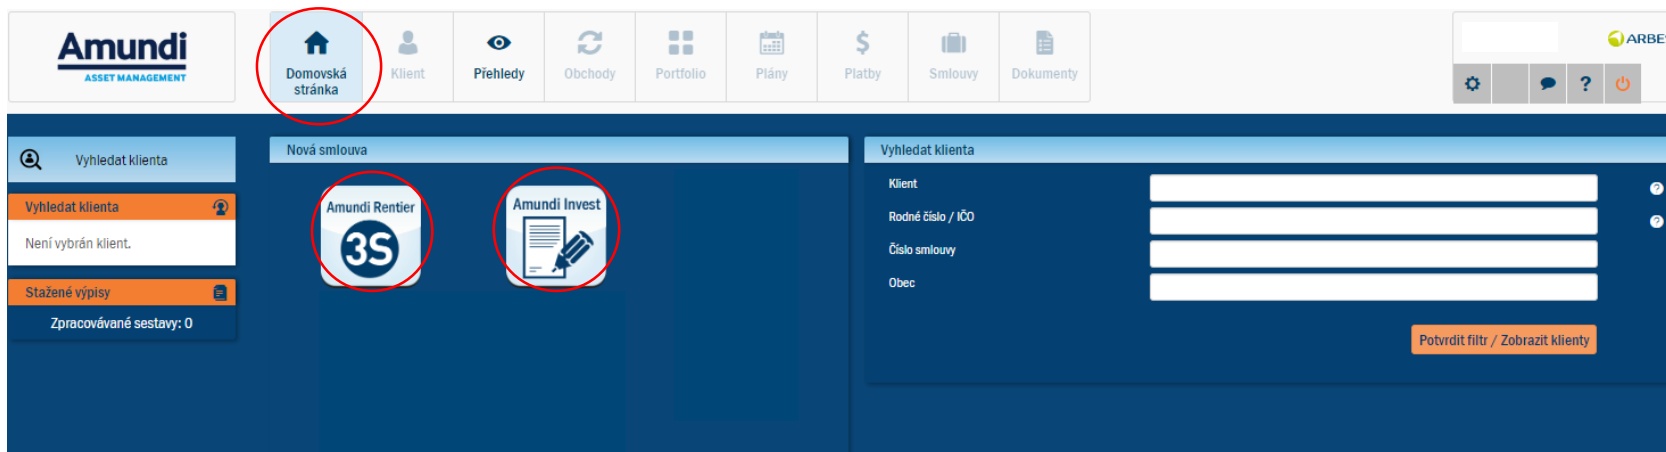 Amundi
ASSET MANAGEMENT
Domovská
stránka
Klient
Přehledy
Obchody
Portfolio
Plány
Platby
Smlouvy
Dokumenty
ARBES
?
Vyhledat klienta
Vyhledat klienta
Není vybrán klient.
Stažené výpisy
Zpracovávané sestavy: 0
Nová smlouva
Amundi Rentier
3S
Amundi Invest
Vyhledat klienta
Klient
?
Rodné číslo / IČO
?
Číslo smlouvy
Obec
Potvrdit filtr / Zobrazit klienty